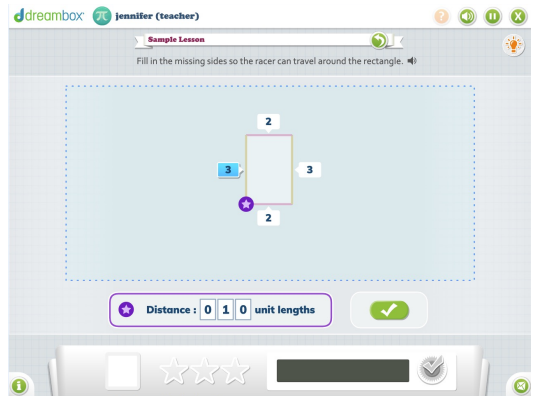 dreambox π jennifer (teacher) ?
Sample Lesson
Fill in the missing sides so the racer can travel around the rectangle.
2
3 3
2
Distance : 0 1 0 unit lengths